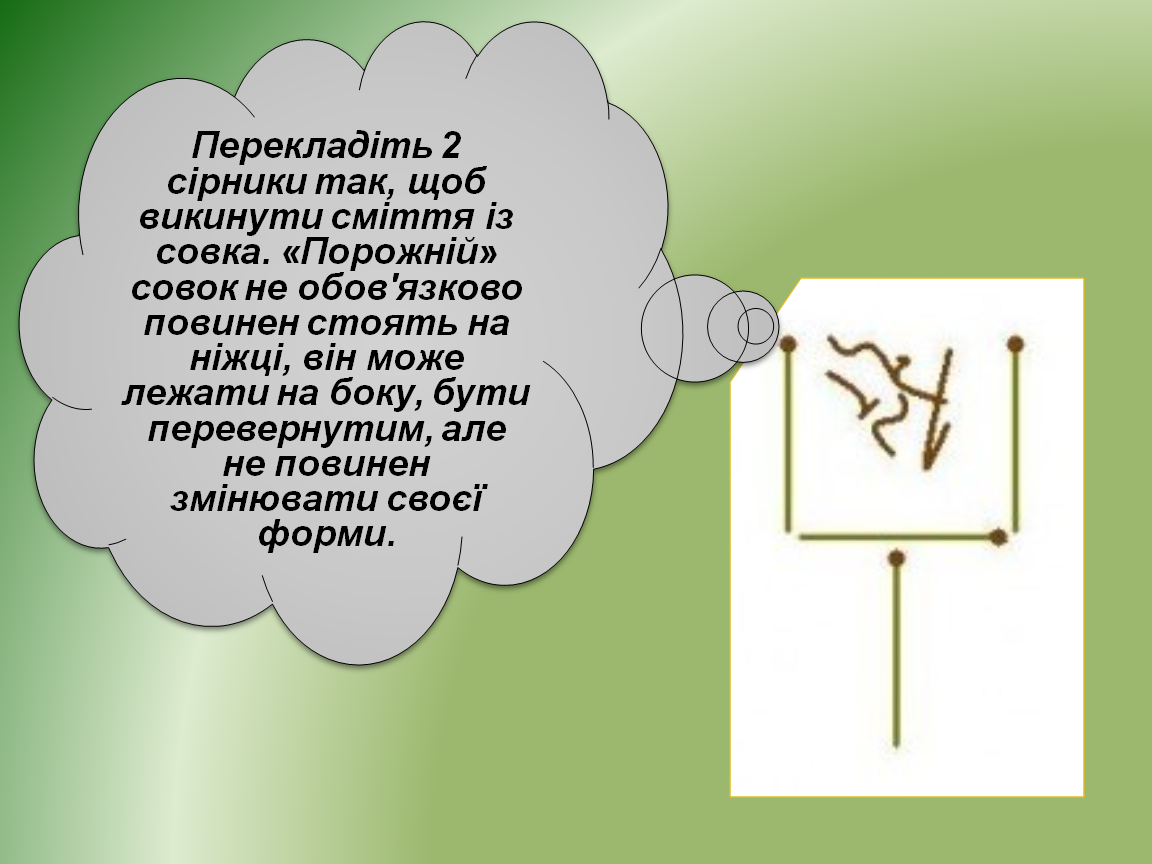 Перекладіть 2
сірники так, щоб
викинути сміття із
совка. «Порожній»
совок не обов'язково
повинен стоять на
ніжці, він може
лежати на боку, бути
перевернутим, але
не повинен
змінювати своєї
форми.